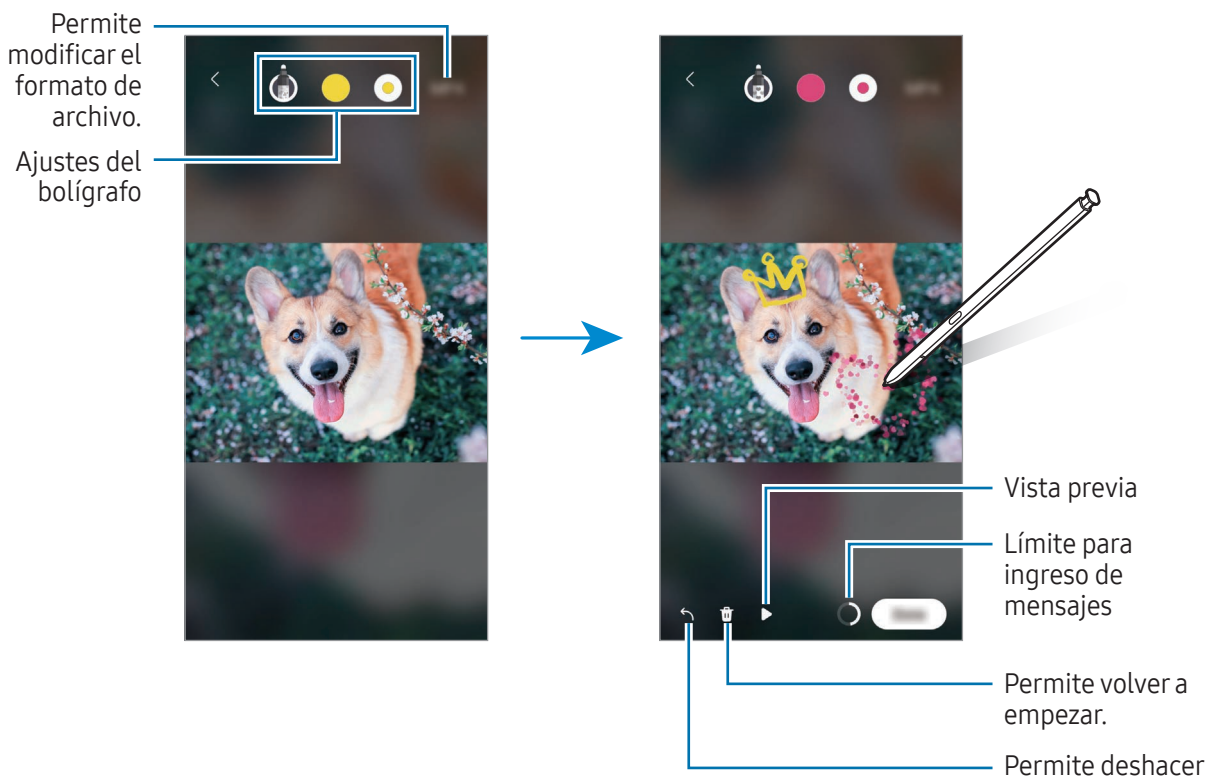 Permite
modificar el
formato de
archivo.
Ajustes del
bolígrafo
Vista previa
Límite para
ingreso de
mensajes
Permite volver a
empezar.
Permite deshacer